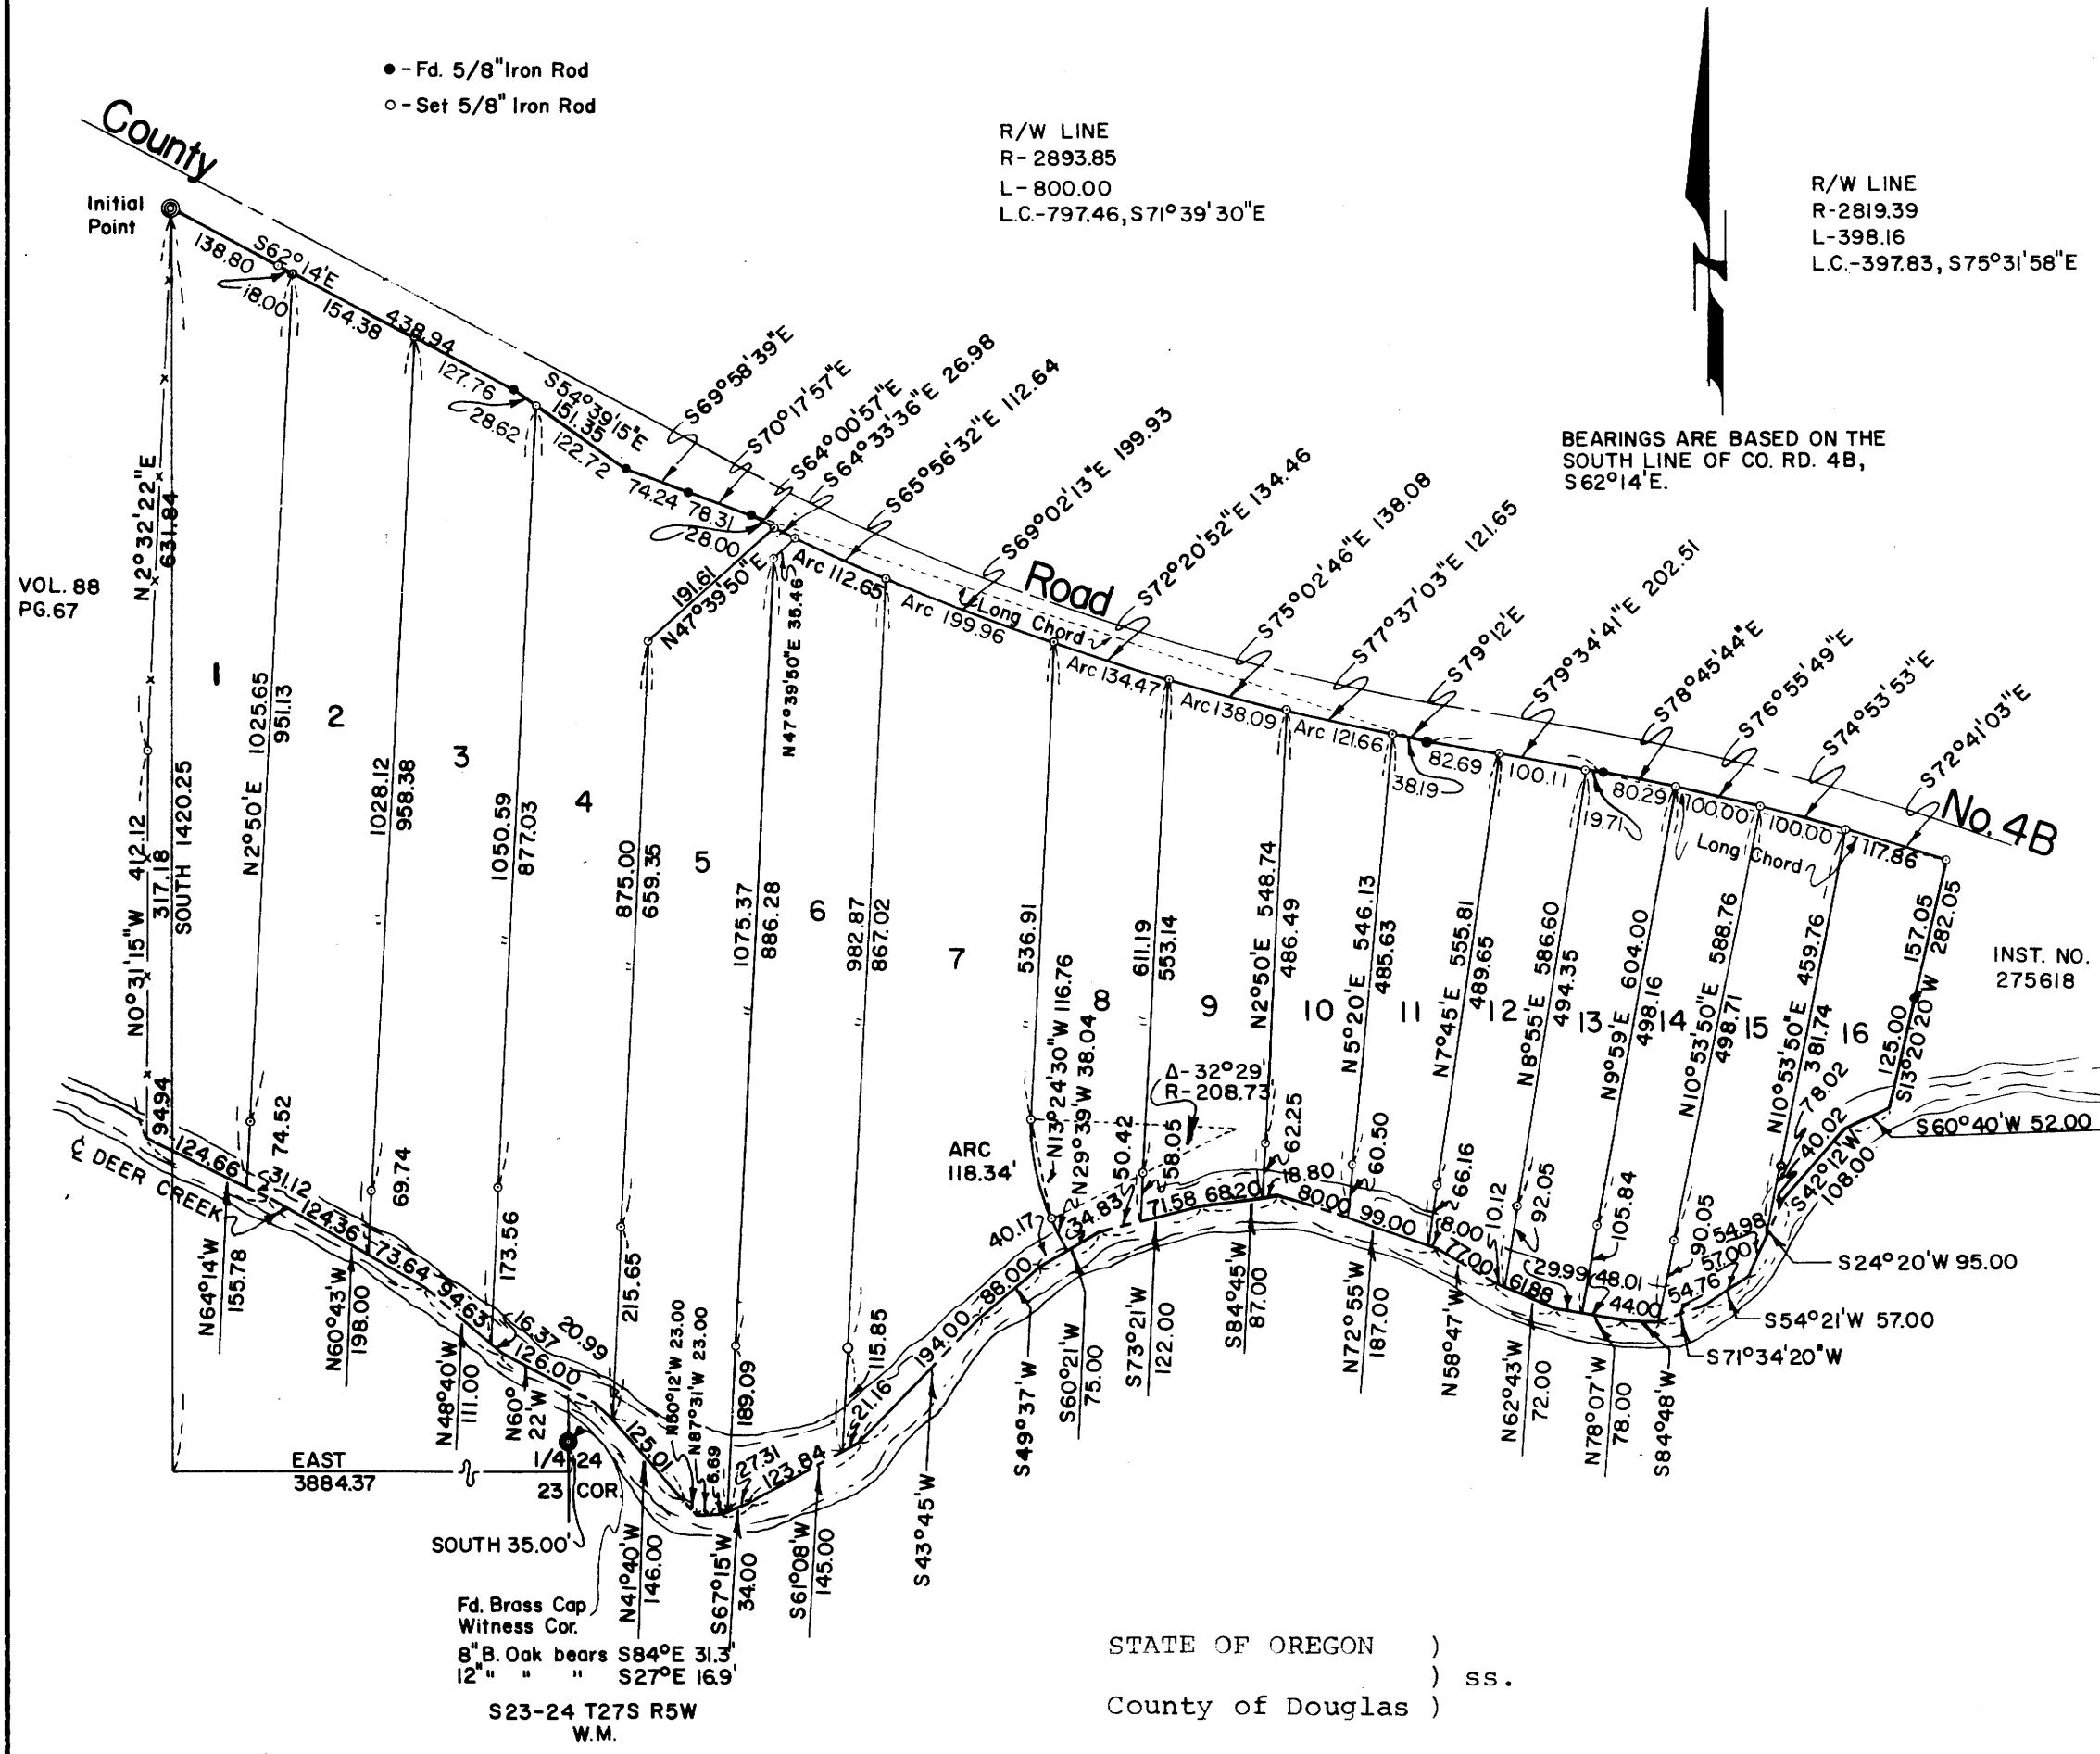 ●-Fd. 5/8"Iron Rod
○-Set 5/8" Iron Rod
County
Initial
Point
R/W LINE
R-2893.85
L-800.00
L.C.-797.46,S71°39'30"E
R/W LINE
R-2819.39
L-398.16
L.C.-397.83, S75°31'58"E
BEARINGS ARE BASED ON THE
SOUTH LINE OF CO. RD. 4B,
S62°14'E.
138.80
S62°14'E
18.00
154.38
438.94
127.76
28.62
S54°39'15"E
151.35
122.72
74.24
78.31
28.00
S69°58'39"E
S70°17'57"E
S64°00'57"E
S64°33'36"E 26.98
S65°56'32"E 112.64
S69°02'13"E 199.93
Road
S72°20'52"E 134.46
S75°02'46"E 138.08
S77°37'03"E 121.65
S79°12'E
S79°34'41"E 202.51
S78°45'44"E
S76°55'49"E
S74°53'53"E
S72°41'03"E
No. 4B
Arc 112.65
Arc 199.96
Long Chord
Arc 134.47
Arc 138.09
Arc 121.66
38.19
82.69
100.11
19.71
80.29
100.00
100.00
Long Chord
117.86
191.61
N47°39'50"E
N47°39'50"E 35.46
VOL. 88
PG.67
N2°32'22"E
631.84
N0°31'15"W 412.12
317.18
SOUTH 1420.25
94.94
1
N2°50'E 1025.65
951.13
2
1028.12
958.38
3
1050.59
877.03
4
875.00
659.35
5
1075.37
886.28
6
982.87
867.02
7
536.91
N13°24'30"W 116.76
N29°39'W 38.04
8
611.19
553.14
9
N2°50'E 548.74
486.49
10
N5°20'E 546.13
485.63
11
N7°45'E 555.81
489.65
12
N8°55'E 586.60
494.35
13
N9°59'E 604.00
498.16
14
N10°53'50"E 588.76
498.71
15
N10°53'50"E 459.76
381.74
16
157.05
282.05
125.00
S13°20'20"W
INST. NO.
275618
Δ-32°29'
R-208.73'
ARC
118.34'
℄ DEER CREEK
124.66
74.52
31.12
124.36
69.74
73.64
94.63
173.56
16.37
126.00
20.99
215.65
125.01
N50°12'W 23.00
N87°31'W 23.00
6.69
189.09
27.31
123.84
115.85
21.16
194.00
88.00
40.17
34.83
50.42
58.05
71.58
68.20
62.25
18.80
80.00
60.50
99.00
66.16
8.00
77.00
10.12
92.05
61.88
29.99
48.01
105.84
44.00
54.76
90.05
57.00
54.98
78.02
40.02
S42°12'W
108.00
S60°40'W 52.00
S24°20'W 95.00
S54°21'W 57.00
S71°34'20"W
N64°14'W
155.78
N60°43'W
198.00
N48°40'W
111.00
N60°
22'W
N41°40'W
146.00
S67°15'W
34.00
S61°08'W
145.00
S43°45'W
S49°37'W
S60°21'W
75.00
S73°21'W
122.00
S84°45'W
87.00
N72°55'W
187.00
N58°47'W
N62°43'W
72.00
N78°07'W
78.00
S84°48'W
EAST
3884.37
1/4 24
23 COR.
SOUTH 35.00'
Fd. Brass Cap
Witness Cor.
8"B. Oak bears S84°E 31.3'
12" " " S27°E 16.9'
S23-24 T27S R5W
W.M.
STATE OF OREGON )
) ss.
County of Douglas )